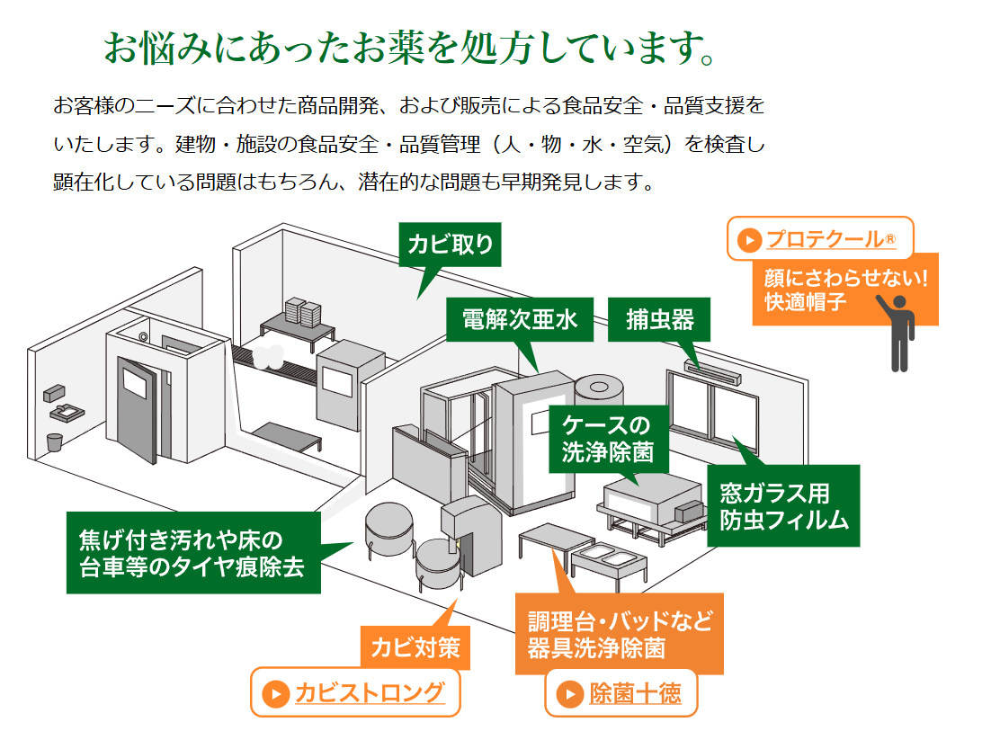 お悩みにあったお薬を処方しています。
お客様のニーズに合わせた商品開発、および販売による食品安全・品質支援を
いたします。建物・施設の食品安全・品質管理（人・物・水・空気）を検査し
顕在化している問題はもちろん、潜在的な問題も早期発見します。
カビ取り
プロテクール®
顔にさわらせない!
快適帽子
電解次亜水
捕虫器
ケースの
洗浄除菌
窓ガラス用
防虫フィルム
焦げ付き汚れや床の
台車等のタイヤ痕除去
カビ対策
カビストロング
調理台・バッドなど
器具洗浄除菌
除菌十徳